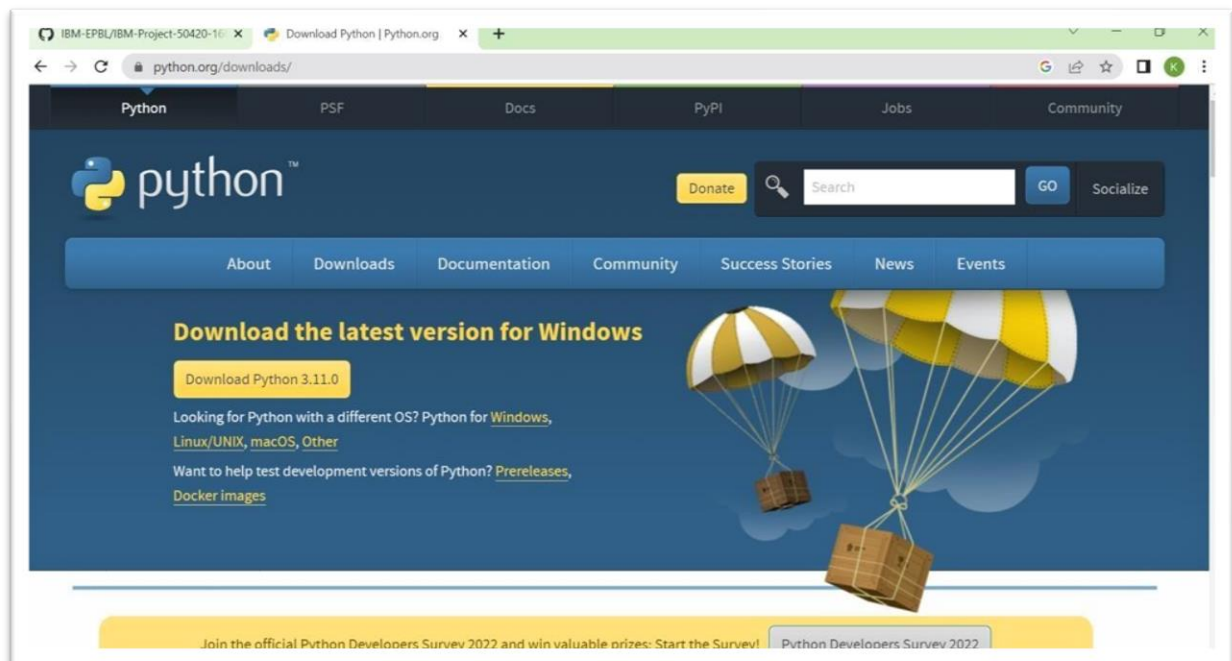 IBM-EPBL/IBM-Project-50420-16 Download Python | Python.org
python.org/downloads/
G K
Python PSF Docs PyPI Jobs Community
python™
Donate Search GO Socialize
About Downloads Documentation Community Success Stories News Events
Download the latest version for Windows
Download Python 3.11.0
Looking for Python with a different OS? Python for Windows,
Linux/UNIX, macOS, Other
Want to help test development versions of Python? Prereleases,
Docker images
Join the official Python Developers Survey 2022 and win valuable prizes: Start the Survey! Python Developers Survey 2022